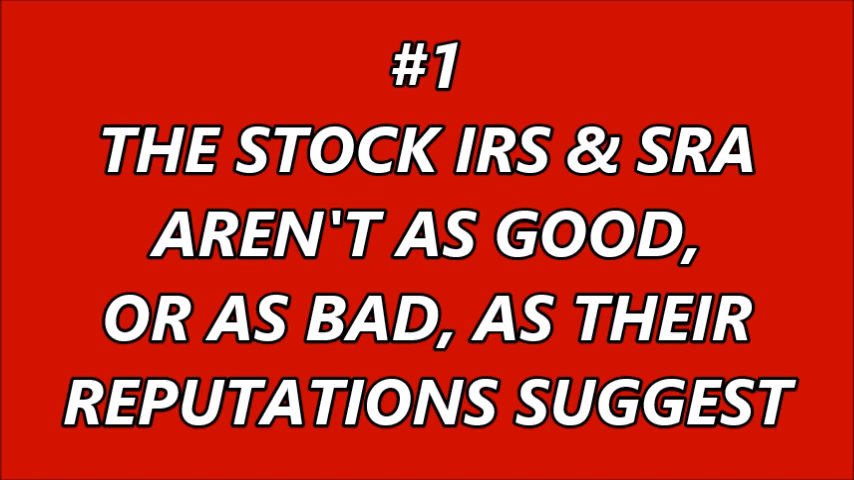 #1
THE STOCK IRS & SRA
AREN'T AS GOOD,
OR AS BAD, AS THEIR
REPUTATIONS SUGGEST